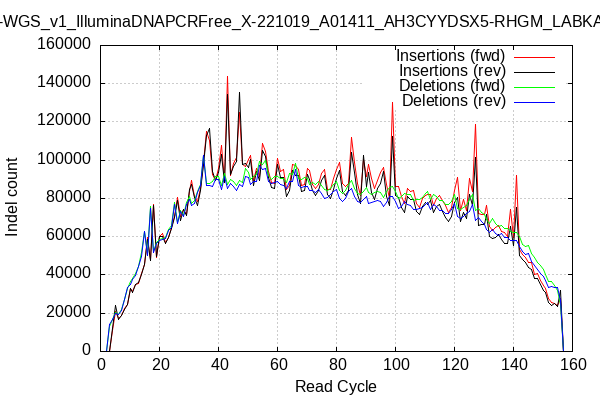 -WGS_v1_IlluminaDNAPCRFree_X-221019_A01411_AH3CYYDSX5-RHGM_LABKA
Insertions (fwd)
Insertions (rev)
Deletions (fwd)
Deletions (rev)
160000
140000
120000
100000
80000
60000
40000
20000
0
Indel count
0 20 40 60 80 100 120 140 160
Read Cycle